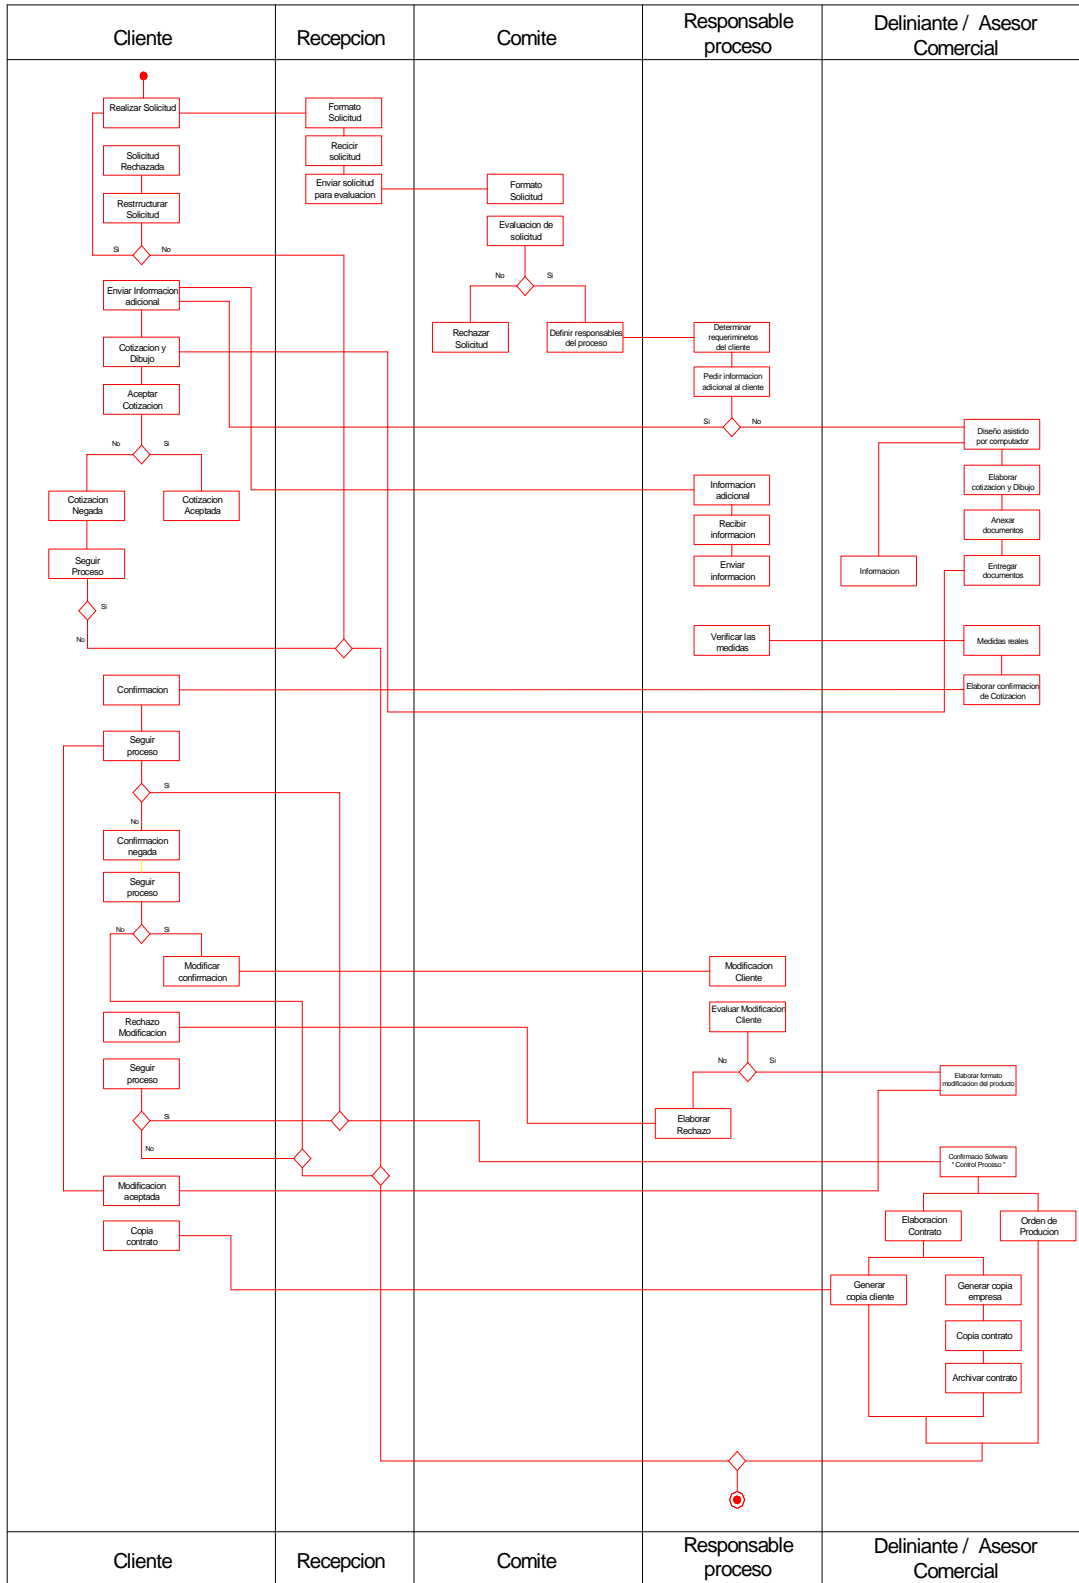 Cliente
Recepcion
Comite
Responsable
proceso
Deliniante / Asesor
Comercial
Realizar Solicitud
Solicitud
Rechazada
Restrructurar
Solicitud
Si
No
Enviar Informacion
adicional
Cotizacion y
Dibujo
Aceptar
Cotizacion
No
Si
Cotizacion
Negada
Cotizacion
Aceptada
Seguir
Proceso
Si
No
Confirmacion
Seguir
proceso
Si
No
Confirmacion
negada
Seguir
proceso
No
Si
Modificar
confirmacion
Rechazo
Modificacion
Seguir
proceso
Si
No
Modificacion
aceptada
Copia
contrato
Formato
Solicitud
Recicir
solicitud
Enviar solicitud
para evaluacion
Formato
Solicitud
Evaluacion de
solicitud
No
Si
Rechazar
Solicitud
Definir responsables
del proceso
Determinar
requeriminetos
del cliente
Pedir informacion
adicional al cliente
Si
No
Informacion
adicional
Recibir
informacion
Enviar
informacion
Verificar las
medidas
Modificacion
Cliente
Evaluar Modificacion
Cliente
No
Si
Elaborar
Rechazo
Diseño asistido
por computador
Elaborar
cotizacion y Dibujo
Anexar
documentos
Informacion
Entregar
documentos
Medidas reales
Elaborar confirmacion
de Cotizacion
Elaborar formato
modificacion del producto
Confirmacio Sofware
" Control Proceso "
Elaboracion
Contrato
Orden de
Producion
Generar
copia cliente
Generar copia
empresa
Copia contrato
Archivar contrato
Cliente
Recepcion
Comite
Responsable
proceso
Deliniante / Asesor
Comercial